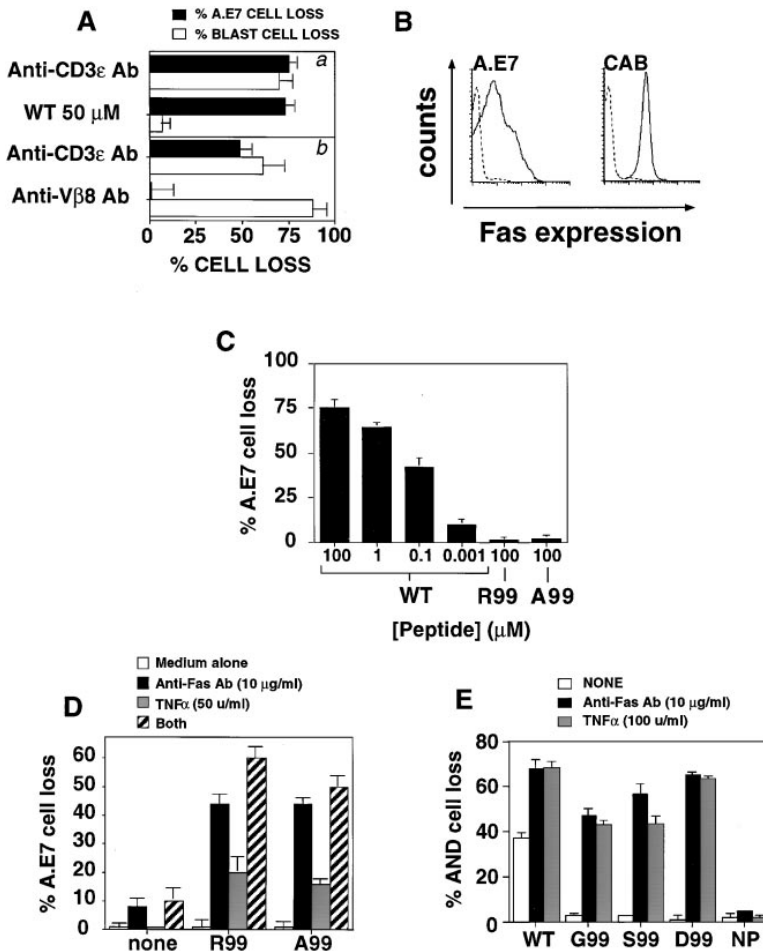 A
% A.E7 CELL LOSS
% BLAST CELL LOSS
Anti-CD3ε Ab
a
WT 50 μM
Anti-CD3ε Ab
b
Anti-Vβ8 Ab
0 25 50 75 100
% CELL LOSS
B
A.E7 CAB
counts
Fas expression
C
% A.E7 cell loss
100
75
50
25
0
100 1 0.1 0.001 100 100
WT R99 A99
[Peptide] (μM)
D
Medium alone
Anti-Fas Ab (10 μg/ml)
TNFα (50 u/ml)
Both
% A.E7 cell loss
60
50
40
30
20
10
0
none R99 A99
E
NONE
Anti-Fas Ab (10 μg/ml)
TNFα (100 u/ml)
% AND cell loss
80
60
40
20
0
WT G99 S99 D99 NP